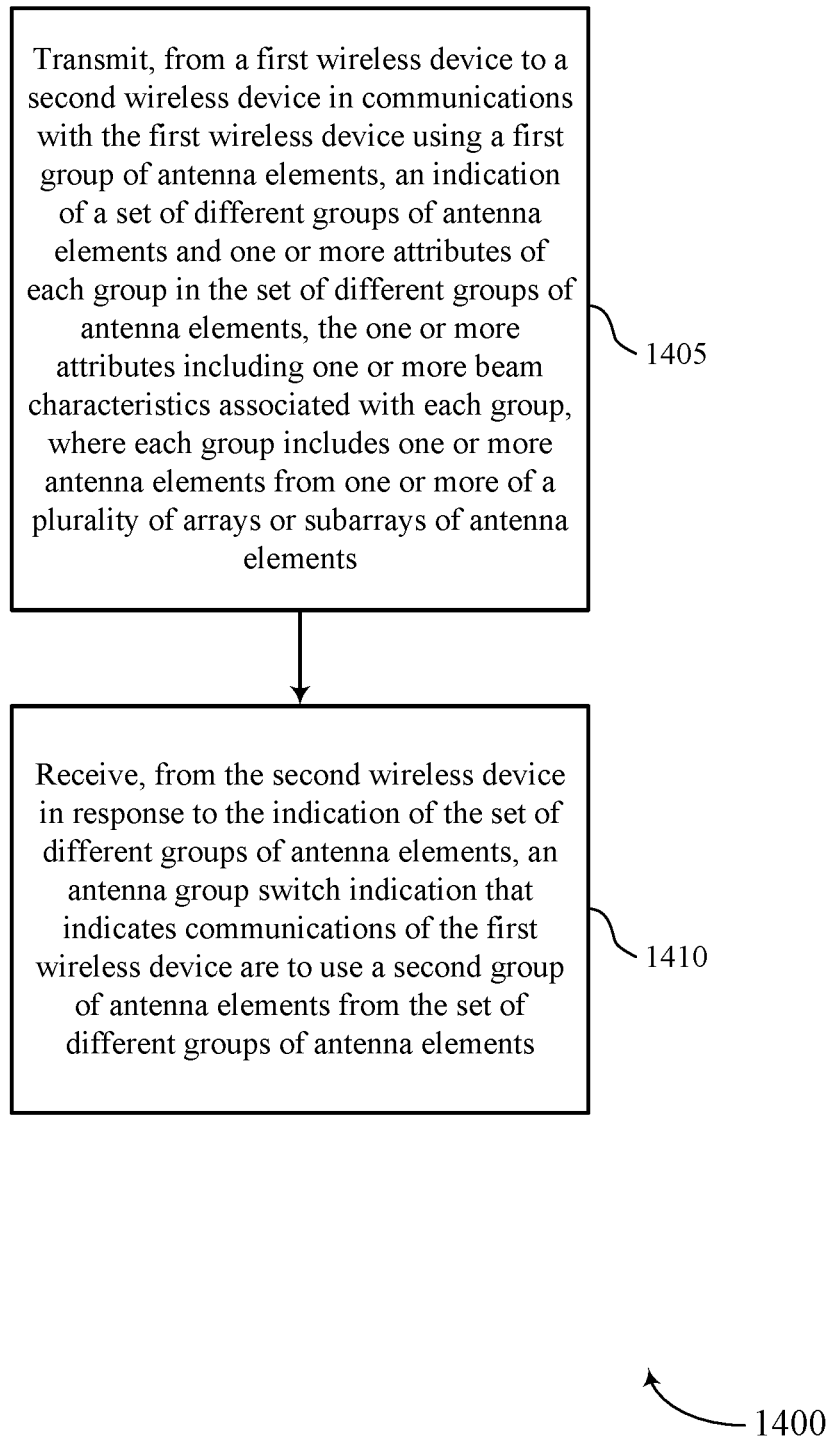 Transmit, from a first wireless device to a
second wireless device in communications
with the first wireless device using a first
group of antenna elements, an indication
of a set of different groups of antenna
elements and one or more attributes of
each group in the set of different groups of
antenna elements, the one or more
attributes including one or more beam
characteristics associated with each group,
where each group includes one or more
antenna elements from one or more of a
plurality of arrays or subarrays of antenna
elements
1405
Receive, from the second wireless device
in response to the indication of the set of
different groups of antenna elements, an
antenna group switch indication that
indicates communications of the first
wireless device are to use a second group
of antenna elements from the set of
different groups of antenna elements
1410
1400